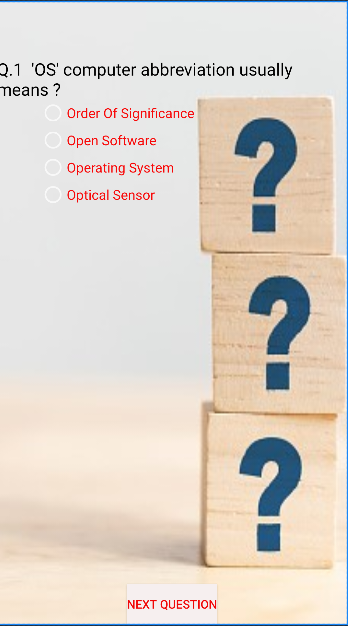 Q.1 'OS' computer abbreviation usually
means ?
Order Of Significance
Open Software
Operating System
Optical Sensor
?
?
?
NEXT QUESTION